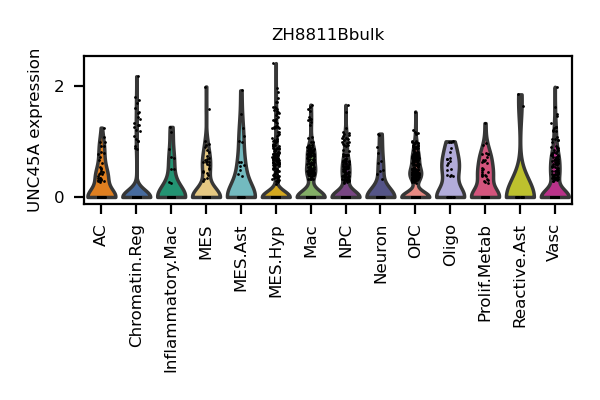 ZH8811Bbulk
UNC45A expression
2
0
AC
Chromatin.Reg
Inflammatory.Mac
MES
MES.Ast
MES.Hyp
Mac
NPC
Neuron
OPC
Oligo
Prolif.Metab
Reactive.Ast
Vasc